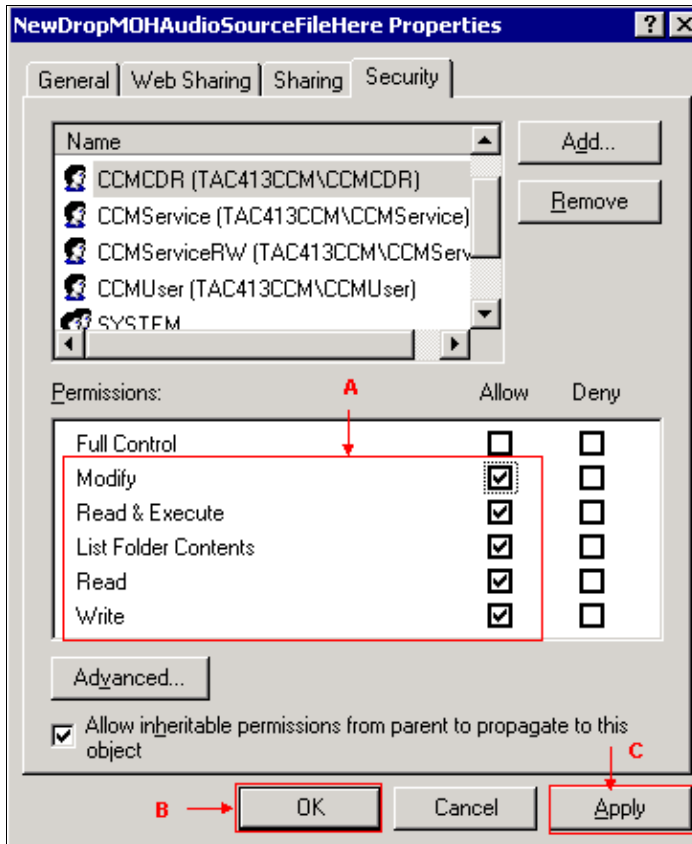 NewDropMOHAudioSourceFileHere Properties
General Web Sharing Sharing Security
Name
Add...
CCMCDR (TAC413CCM\CCMCDR)
CCMService (TAC413CCM\CCMService)
Remove
CCMServiceRW (TAC413CCM\CCMServ
CCMUser (TAC413CCM\CCMUser)
SYSTEM
Permissions: A Allow Deny
Full Control
Modify
Read & Execute
List Folder Contents
Read
Write
Advanced...
Allow inheritable permissions from parent to propagate to this
object
C
B OK Cancel Apply